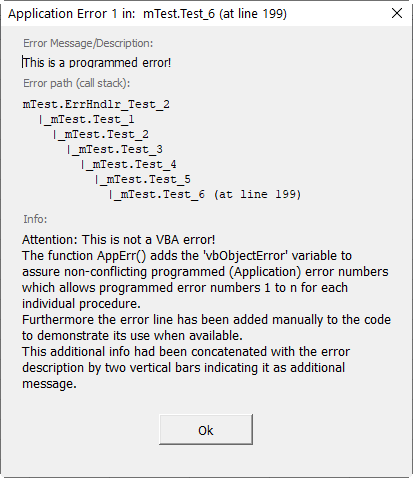 Application Error 1 in:  mTest.Test_6 (at line 199)
Error Message/Description:
This is a programmed error!
Error path (call stack):
mTest.ErrHndlr_Test_2
|_mTest.Test_1
|_mTest.Test_2
|_mTest.Test_3
|_mTest.Test_4
|_mTest.Test_5
|_mTest.Test_6 (at line 199)
Info:
Attention: This is not a VBA error!
The function AppErr() adds the 'vbObjectError' variable to
assure non-conflicting programmed (Application) error numbers
which allows programmed error numbers 1 to n for each
individual procedure.
Furthermore the error line has been added manually to the code
to demonstrate its use when available.
This additional info had been concatenated with the error
description by two vertical bars indicating it as additional
message.
Ok